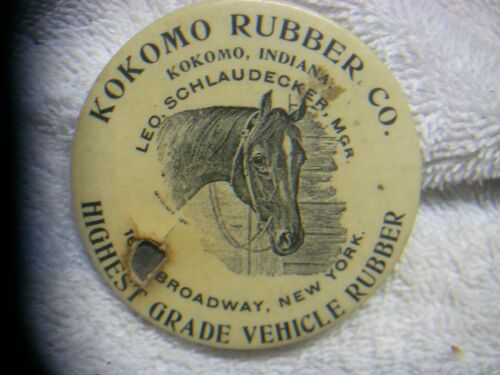 KOKOMO RUBBER CO.
KOKOMO, INDIANA
LEO. SCHLAUDECKER, MGR.
BROADWAY, NEW YORK.
HIGHEST GRADE VEHICLE RUBBER